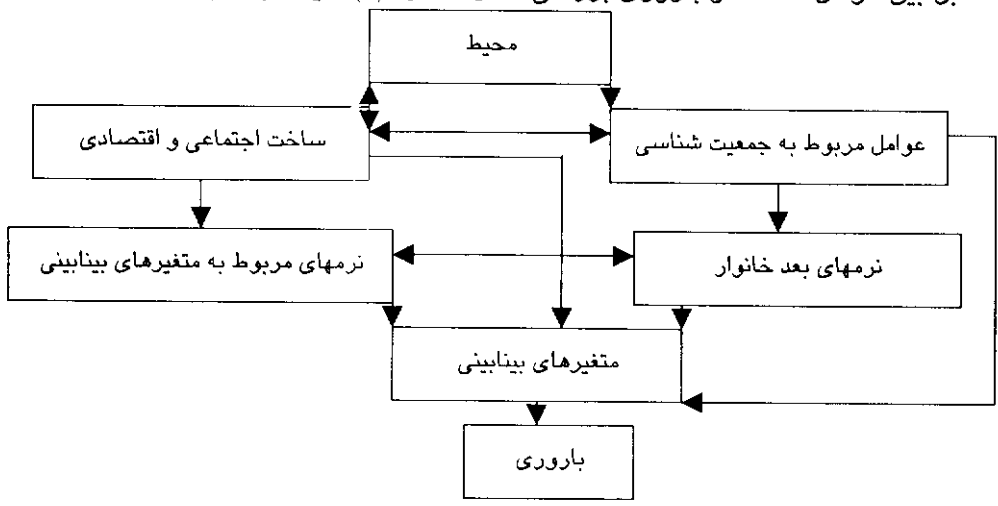 محیط
عوامل مربوط به جمعیت شناسی
ساخت اجتماعی و اقتصادی
نرمهای بعد خانوار
نرمهای مربوط به متغیرهای بینابینی
متغیرهای بینابینی
باروری